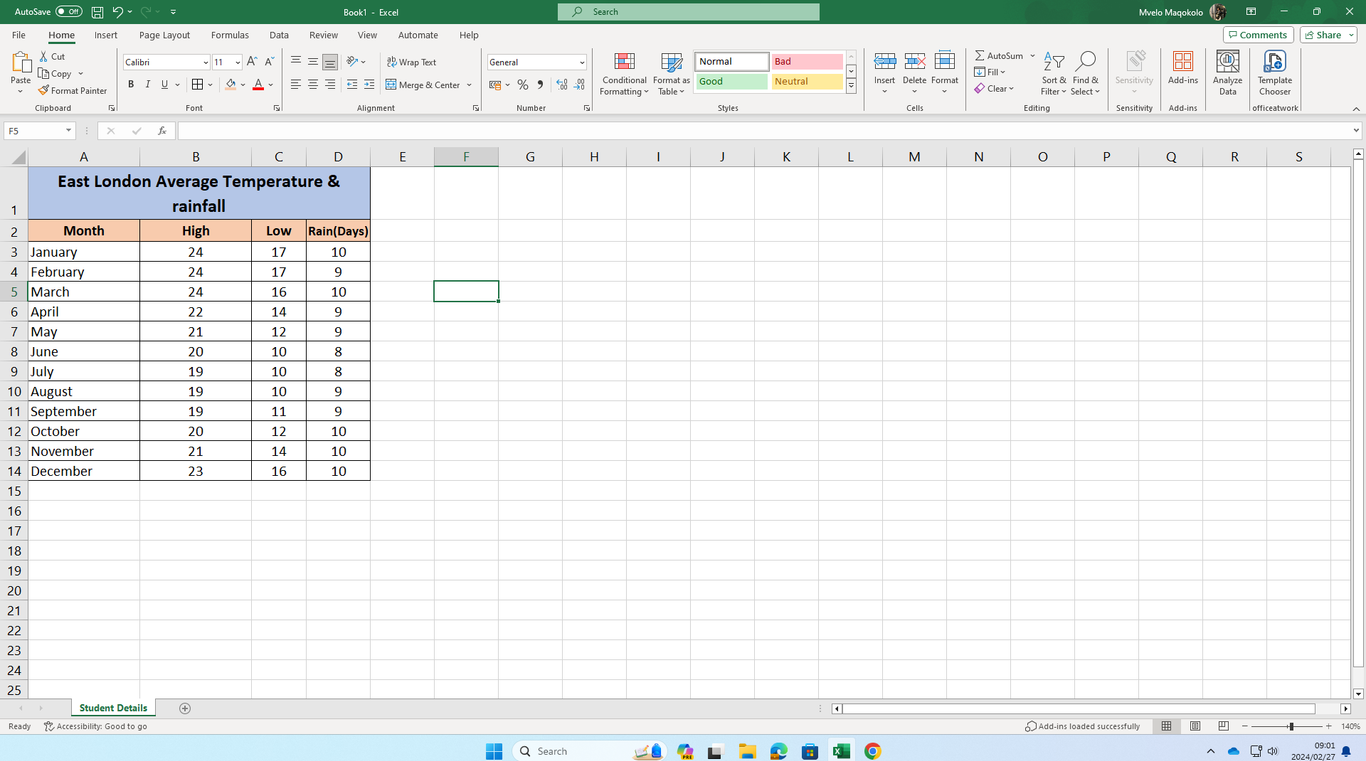 AutoSave Off Book1 - Excel Search Mvelo Maqokolo
File Home Insert Page Layout Formulas Data Review View Automate Help Comments Share
Paste
Cut
Copy
Format Painter
Clipboard
Calibri 11
B I U
Font
Wrap Text
Merge & Center
Alignment
General
Number
Conditional Formatting
Format as Table
Normal Bad
Good Neutral
Styles
Insert Delete Format
Cells
AutoSum
Fill
Clear
Sort & Filter
Find & Select
Editing
Sensitivity
Sensitivity
Add-ins
Add-ins
Analyze Data
Template Chooser
officeatwork
F5 fx
A B C D E F G H I J K L M N O P Q R S
East London Average Temperature &
1 rainfall
2 Month High Low Rain(Days)
3 January 24 17 10
4 February 24 17 9
5 March 24 16 10
6 April 22 14 9
7 May 21 12 9
8 June 20 10 8
9 July 19 10 8
10 August 19 10 9
11 September 19 11 9
12 October 20 12 10
13 November 21 14 10
14 December 23 16 10
15
16
17
18
19
20
21
22
23
24
25
Student Details
Ready Accessibility: Good to go Add-ins loaded successfully 140%
Search 09:01
2024/02/27